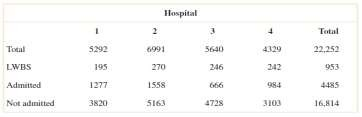 Hospital
1 2 3 4 Total
Total 5292 6991 5640 4329 22,252
LWBS 195 270 246 242 953
Admitted 1277 1558 666 984 4485
Not admitted 3820 5163 4728 3103 16,814